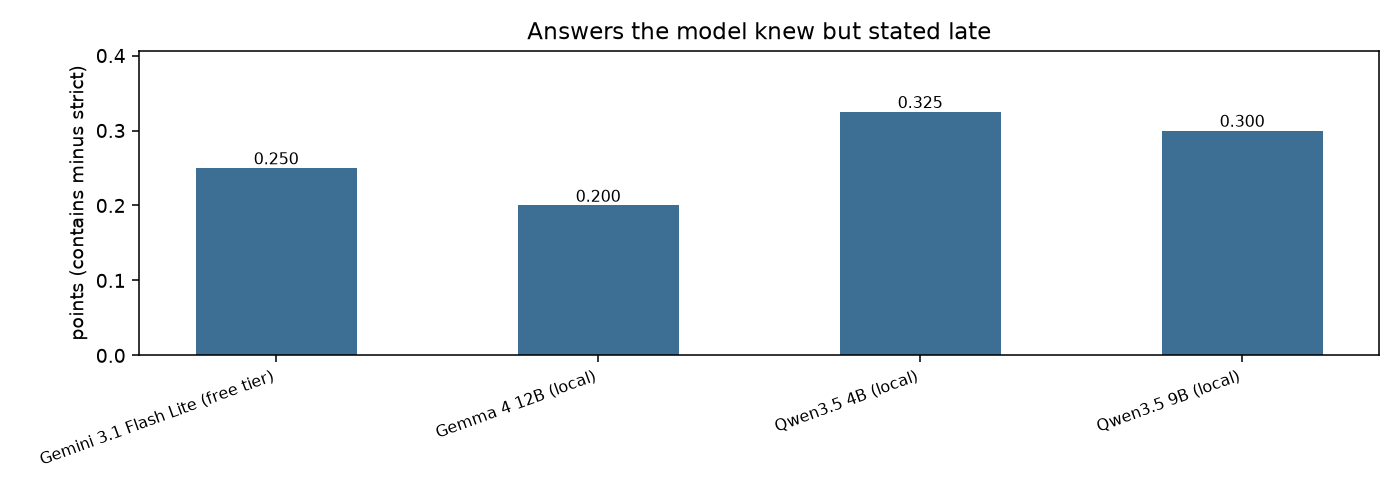 Answers the model knew but stated late
points (contains minus strict)
0.4
0.3
0.2
0.1
0.0
0.250
0.200
0.325
0.300
Gemini 3.1 Flash Lite (free tier)
Gemma 4 12B (local)
Qwen3.5 4B (local)
Qwen3.5 9B (local)